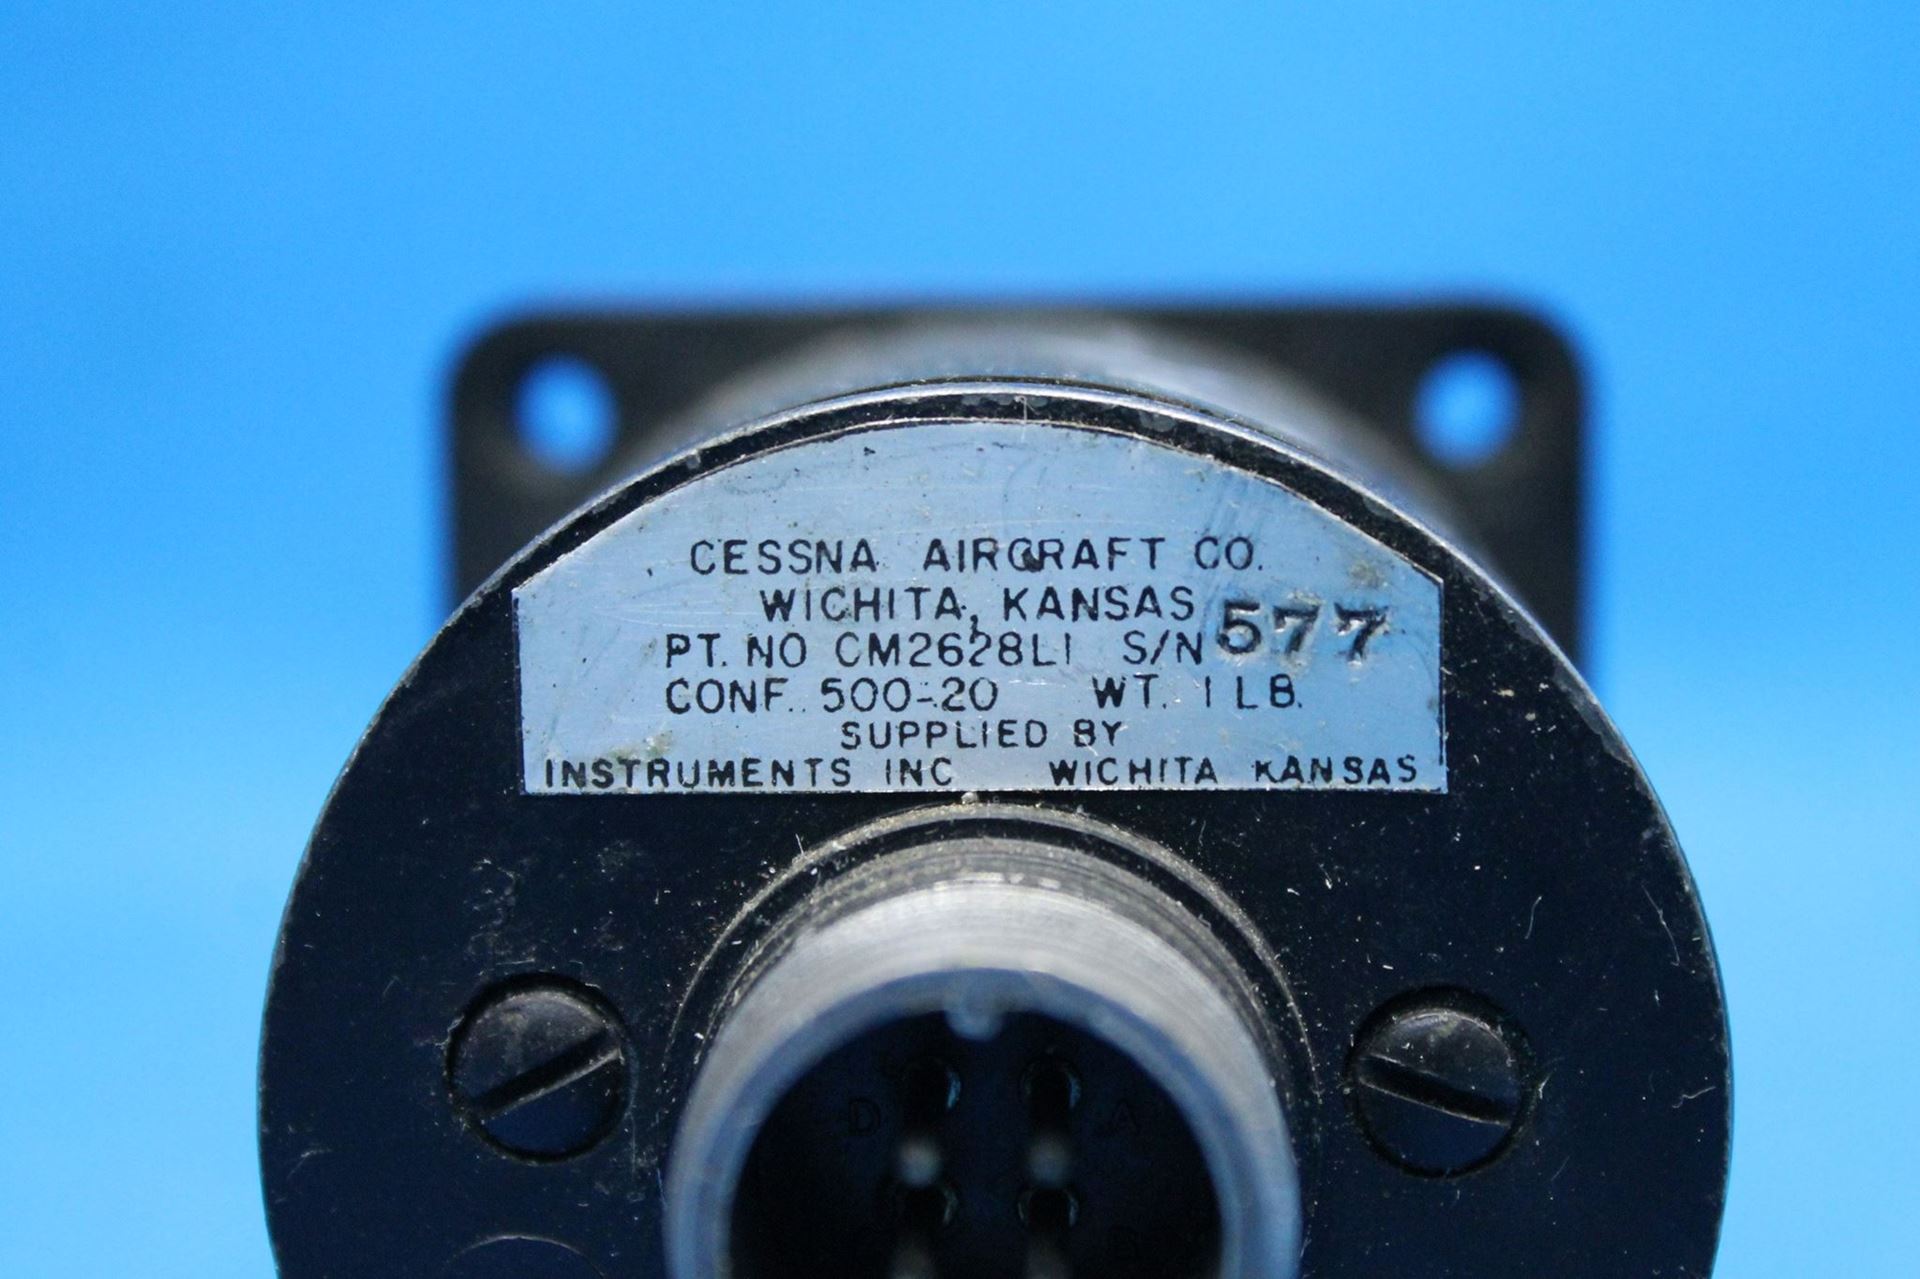 CESSNA AIRCRAFT CO.
WICHITA, KANSAS
PT. NO CM2628L1 S/N 577
CONF. 500-20 WT. 1 LB.
SUPPLIED BY
INSTRUMENTS INC WICHITA KANSAS
D A
B